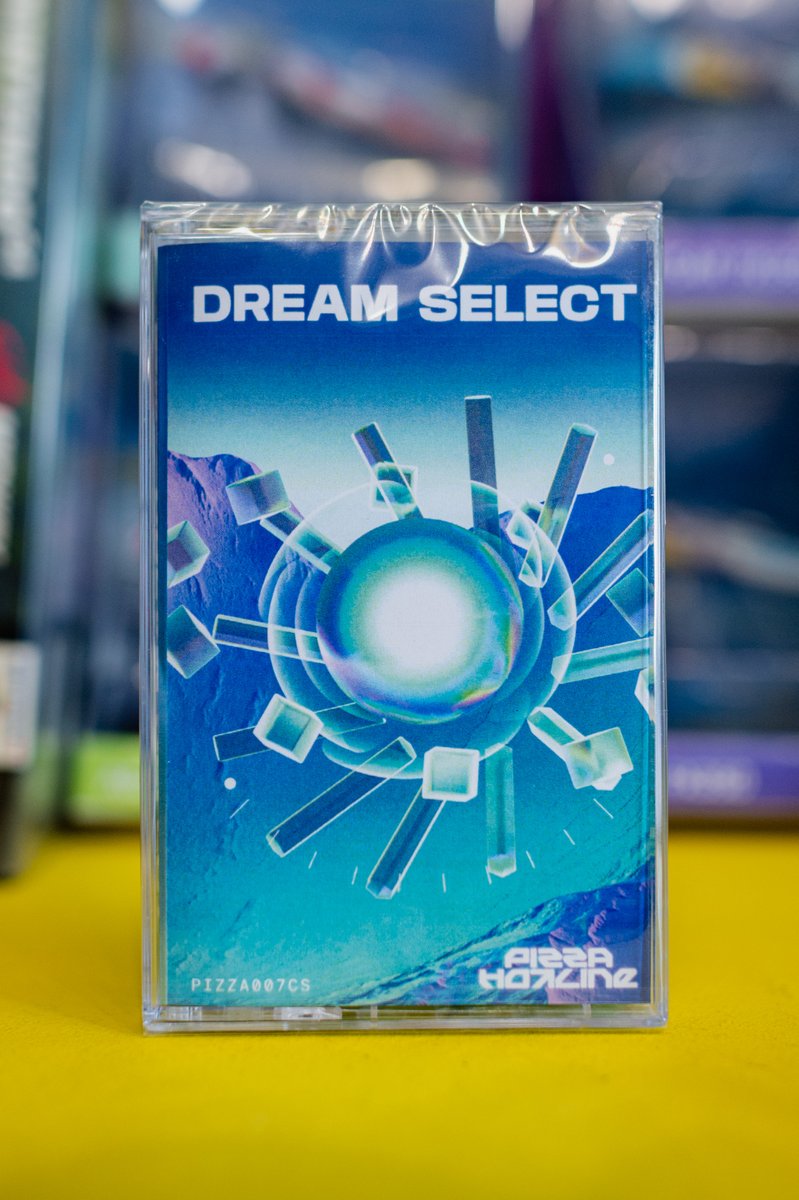 DREAM SELECT
PIZZA
HOTLINE
PIZZA007CS